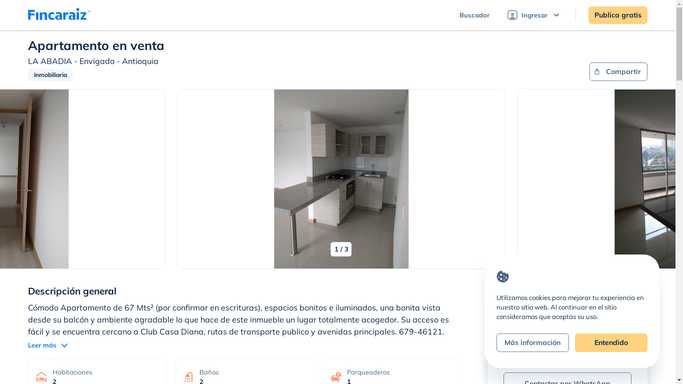 Fincaraiz
Buscador
Ingresar
Publica gratis
Apartamento en venta
LA ABADIA - Envigado - Antioquia
Inmobiliaria
Compartir
1 / 3
Descripción general
Cómodo Apartamento de 67 Mts² (por confirmar en escrituras), espacios bonitos e iluminados, una bonita vista
desde su balcón y ambiente agradable lo que hace de este inmueble un lugar totalmente acogedor. Su acceso es
fácil y se encuentra cercano a Club Casa Diana, rutas de transporte publico y avenidas principales. 679-46121.
Leer más
Habitaciones
2
Baños
2
Parqueaderos
1
Utilizamos cookies para mejorar tu experiencia en
nuestro sitio web. Al continuar en el sitio
consideramos que aceptas su uso.
Más información
Entendido
Contactar por WhatsApp